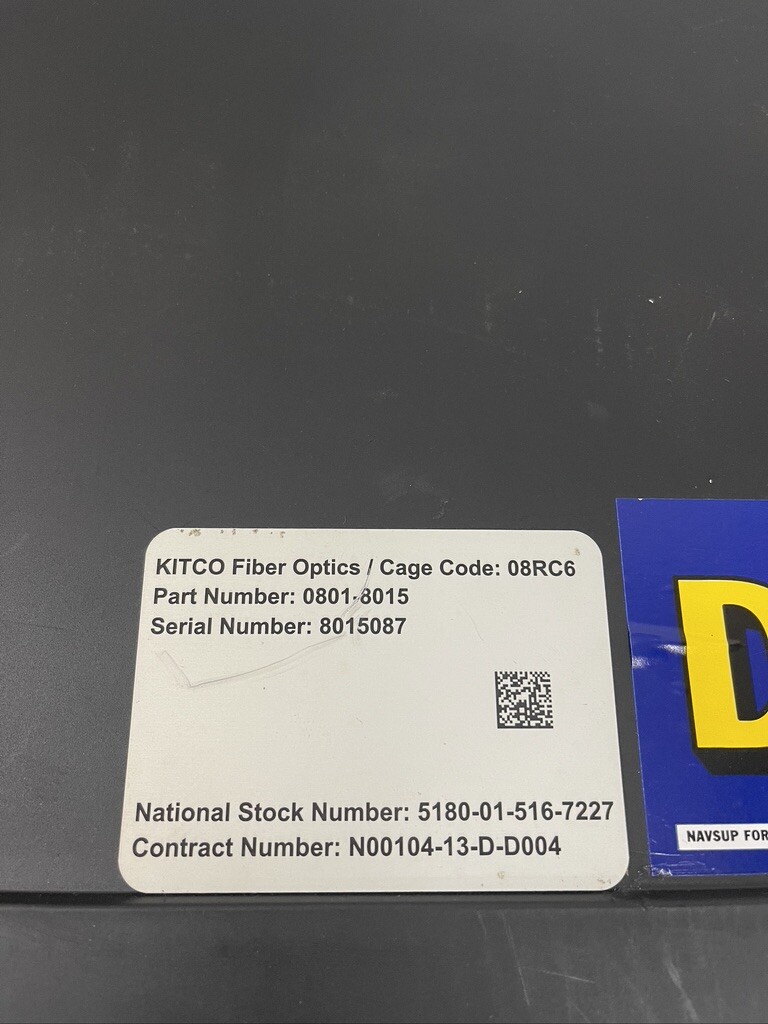 KITCO Fiber Optics / Cage Code: 08RC6
Part Number: 0801-8015
Serial Number: 8015087
National Stock Number: 5180-01-516-7227
Contract Number: N00104-13-D-D004
D
NAVSUP FOR